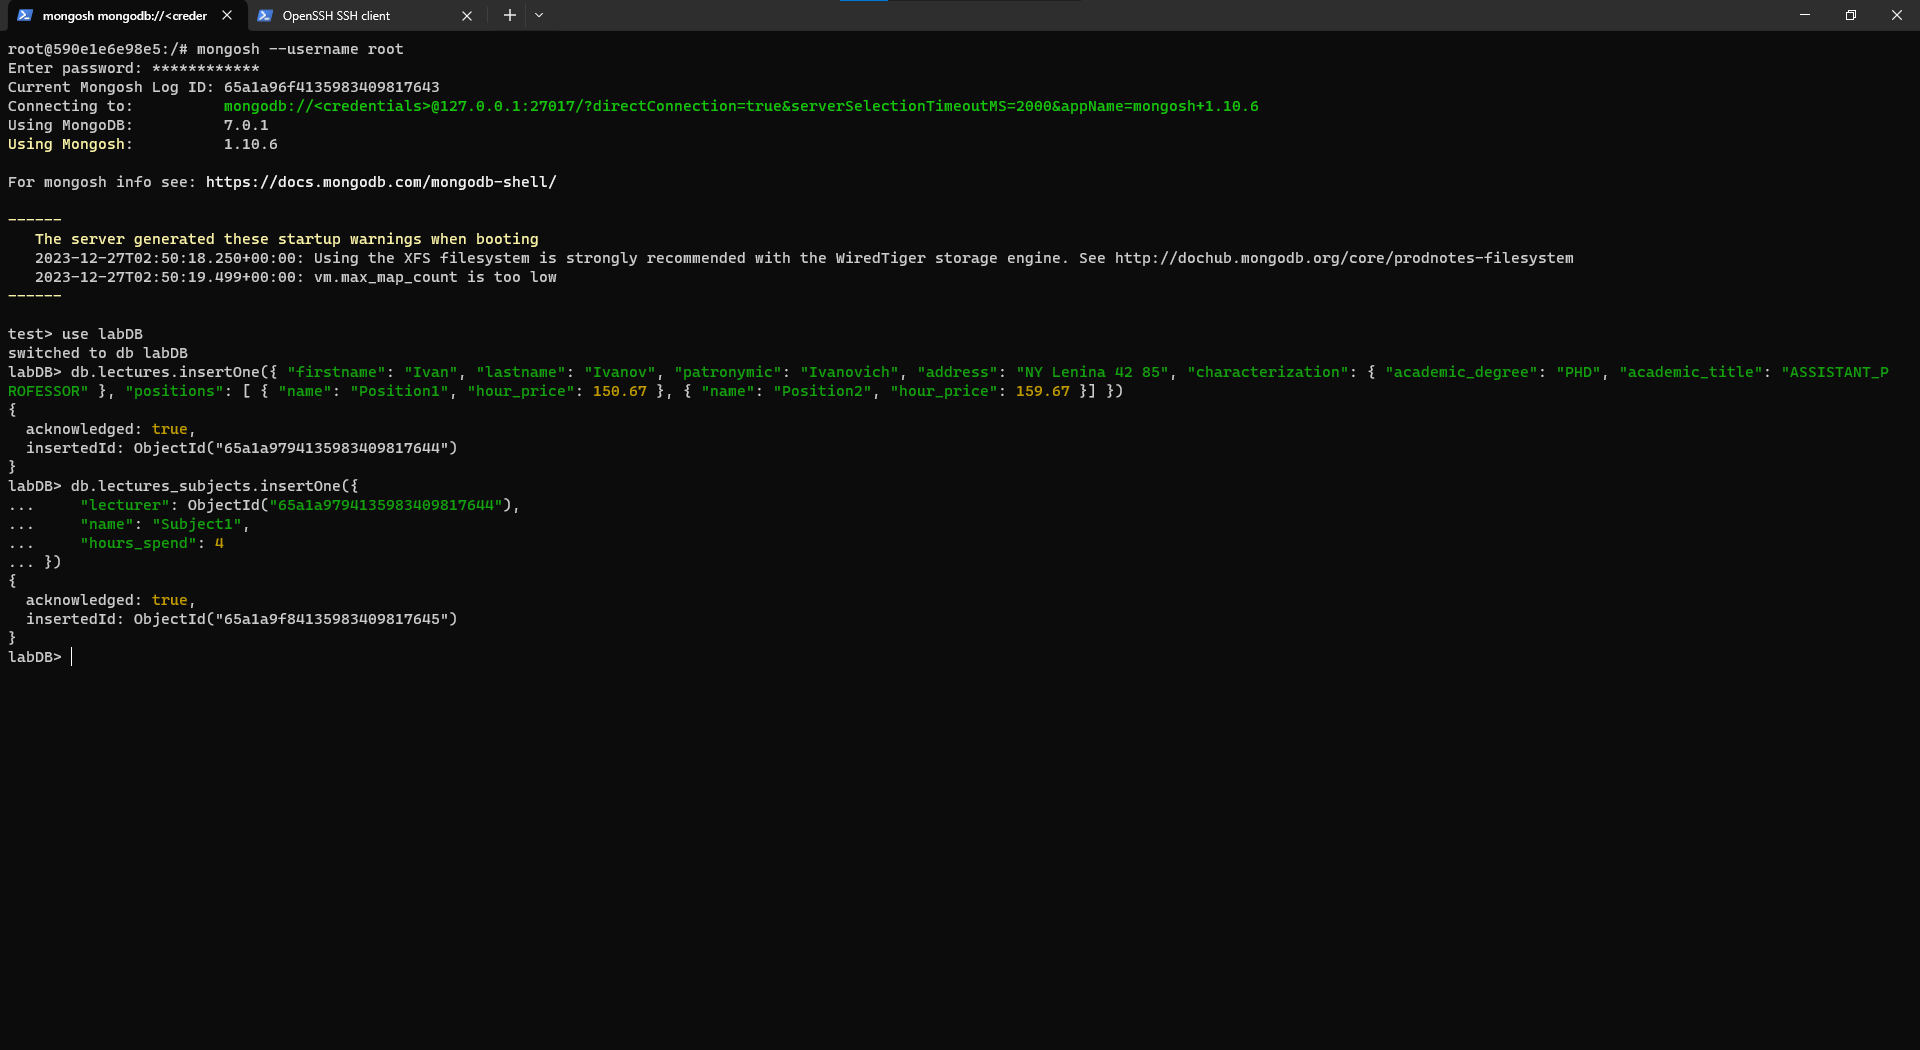 mongosh mongodb://<creder
OpenSSH SSH client
root@590e1e6e98e5:/# mongosh --username root
Enter password: ************
Current Mongosh Log ID: 65a1a96f4135983409817643
Connecting to:          mongodb://<credentials>@127.0.0.1:27017/?directConnection=true&serverSelectionTimeoutMS=2000&appName=mongosh+1.10.6
Using MongoDB:          7.0.1
Using Mongosh:          1.10.6
For mongosh info see: https://docs.mongodb.com/mongodb-shell/
------
   The server generated these startup warnings when booting
   2023-12-27T02:50:18.250+00:00: Using the XFS filesystem is strongly recommended with the WiredTiger storage engine. See http://dochub.mongodb.org/core/prodnotes-filesystem
   2023-12-27T02:50:19.499+00:00: vm.max_map_count is too low
------
test> use labDB
switched to db labDB
labDB> db.lectures.insertOne({ "firstname": "Ivan", "lastname": "Ivanov", "patronymic": "Ivanovich", "address": "NY Lenina 42 85", "characterization": { "academic_degree": "PHD", "academic_title": "ASSISTANT_P
ROFESSOR" }, "positions": [ { "name": "Position1", "hour_price": 150.67 }, { "name": "Position2", "hour_price": 159.67 }] })
{
  acknowledged: true,
  insertedId: ObjectId("65a1a9794135983409817644")
}
labDB> db.lectures_subjects.insertOne({
...     "lecturer": ObjectId("65a1a9794135983409817644"),
...     "name": "Subject1",
...     "hours_spend": 4
... })
{
  acknowledged: true,
  insertedId: ObjectId("65a1a9f84135983409817645")
}
labDB>